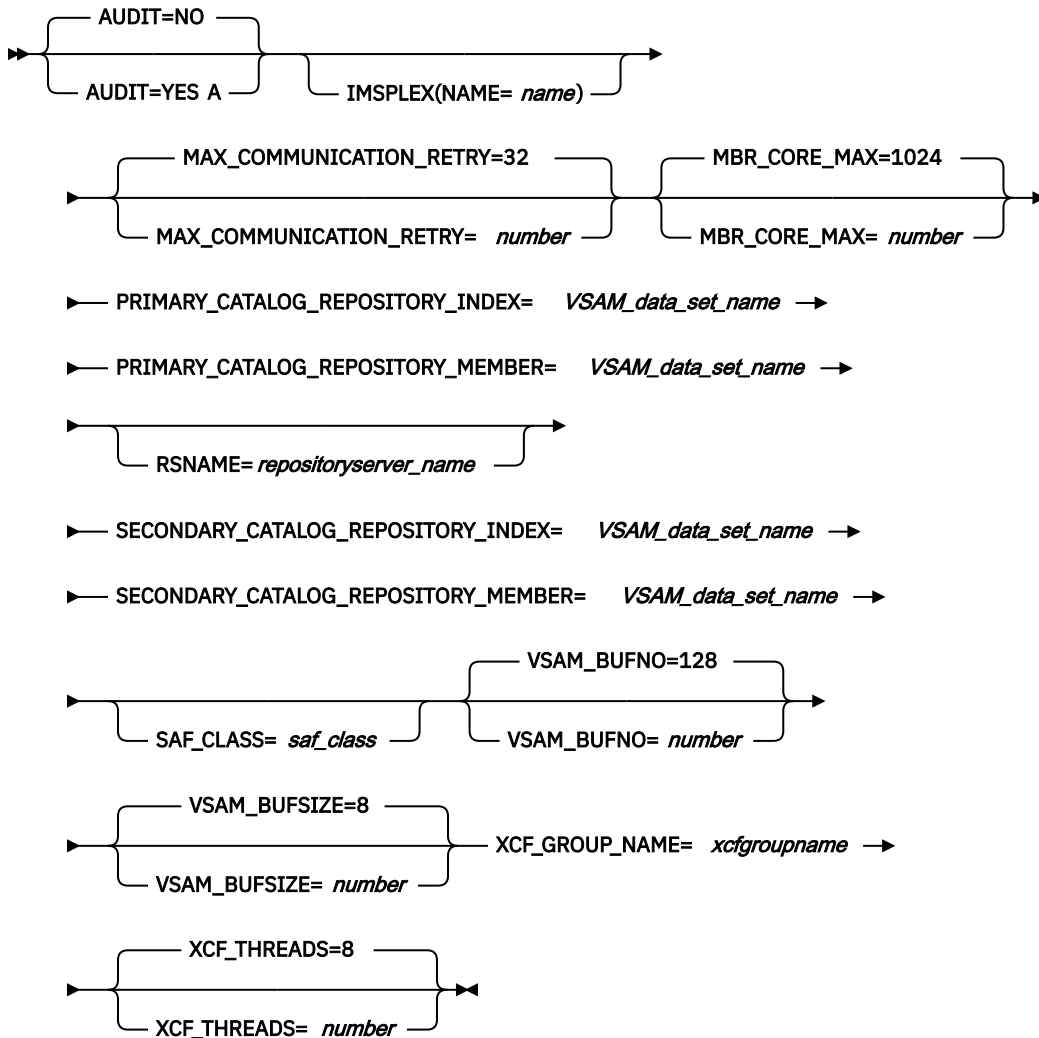 AUDIT=NO
AUDIT=YES A
IMSPLEX(NAME= name)
MAX_COMMUNICATION_RETRY=32
MAX_COMMUNICATION_RETRY= number
MBR_CORE_MAX=1024
MBR_CORE_MAX= number
PRIMARY_CATALOG_REPOSITORY_INDEX= VSAM_data_set_name
PRIMARY_CATALOG_REPOSITORY_MEMBER= VSAM_data_set_name
RSNAME= repositoryserver_name
SECONDARY_CATALOG_REPOSITORY_INDEX= VSAM_data_set_name
SECONDARY_CATALOG_REPOSITORY_MEMBER= VSAM_data_set_name
SAF_CLASS= saf_class
VSAM_BUFNO=128
VSAM_BUFNO= number
VSAM_BUFSIZE=8
VSAM_BUFSIZE= number
XCF_GROUP_NAME= xcfgroupname
XCF_THREADS=8
XCF_THREADS= number